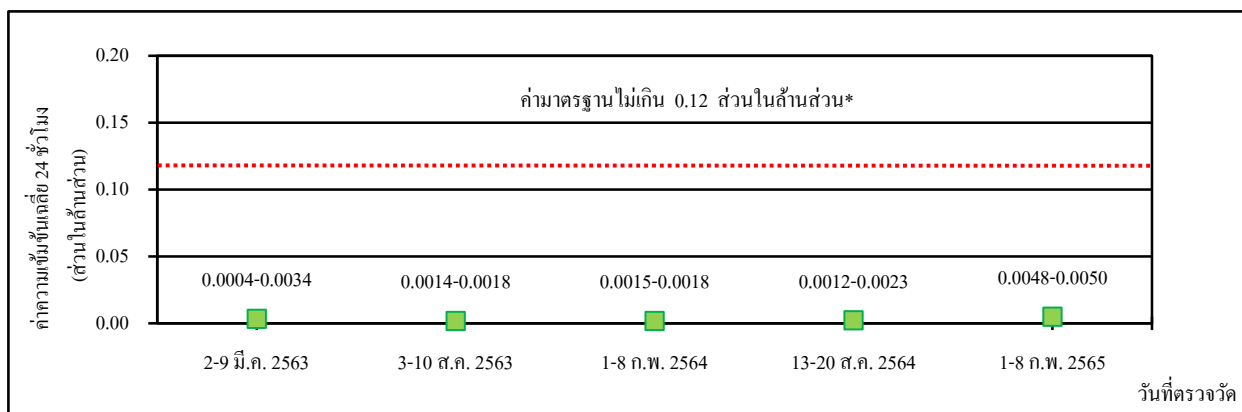 ค่าความเข้มข้นเฉลี่ย 24 ชั่วโมง
(ส่วนในล้านส่วน)
0.20
0.15
0.10
0.05
0.00
ค่ามาตรฐานไม่เกิน 0.12 ส่วนในล้านส่วน*
0.0004-0.0034
0.0014-0.0018
0.0015-0.0018
0.0012-0.0023
0.0048-0.0050
2-9 มี.ค. 2563
3-10 ส.ค. 2563
1-8 ก.พ. 2564
13-20 ส.ค. 2564
1-8 ก.พ. 2565
วันที่ตรวจวัด